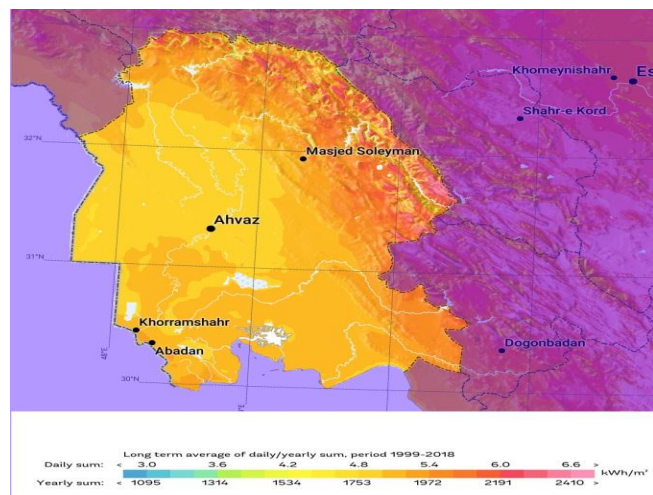 Khomeynishahr
Es
Shahr-e Kord
32°N
Masjed Soleyman
Ahvaz
31°N
Khorramshahr
Abadan
Dogonbadan
48°E
30°N
Long term average of daily/yearly sum, period 1999-2018
Daily sum: < 3.0 3.6 4.2 4.8 5.4 6.0 6.6 > kWh/m²
Yearly sum: < 1095 1314 1534 1753 1972 2191 2410 >